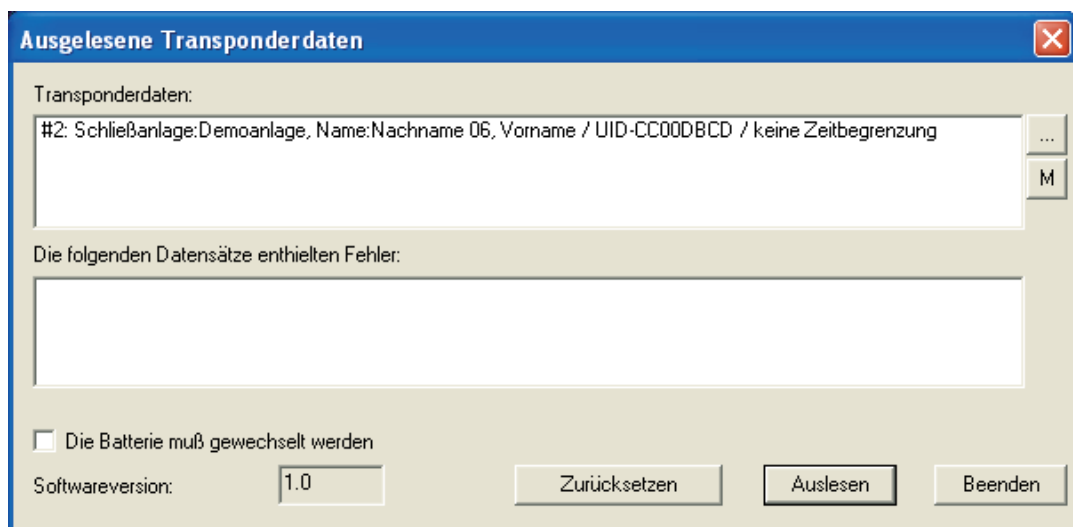 Ausgelesene Transponderdaten
Transponderdaten:
#2: Schließanlage:Demoanlage, Name:Nachname 06, Vorname / UID-CC00DBCD / keine Zeitbegrenzung
...
M
Die folgenden Datensätze enthielten Fehler:
Die Batterie muß gewechselt werden
Softwareversion: 1.0 Zurücksetzen Auslesen Beenden